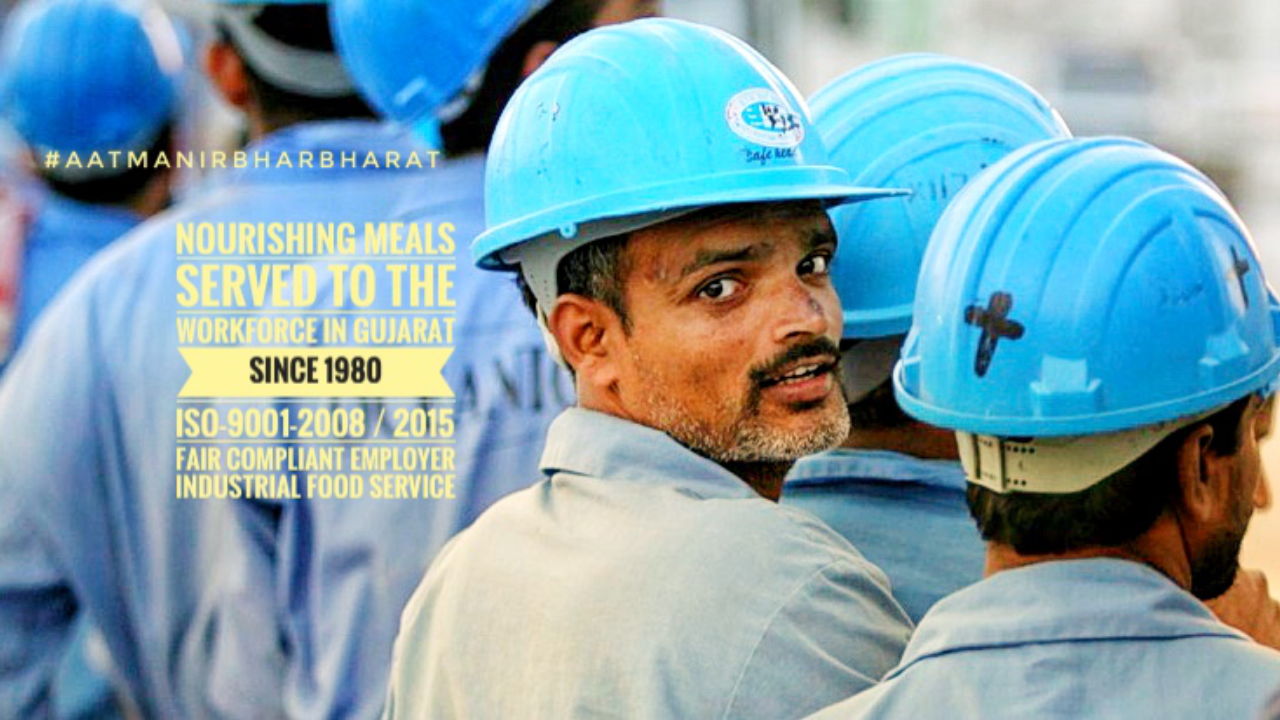 #AATMANIRBHARBHARAT
NOURISHING MEALS
SERVED TO THE
WORKFORCE IN GUJARAT
SINCE 1980
ISO-9001-2008 / 2015
FAIR COMPLIANT EMPLOYER
INDUSTRIAL FOOD SERVICE